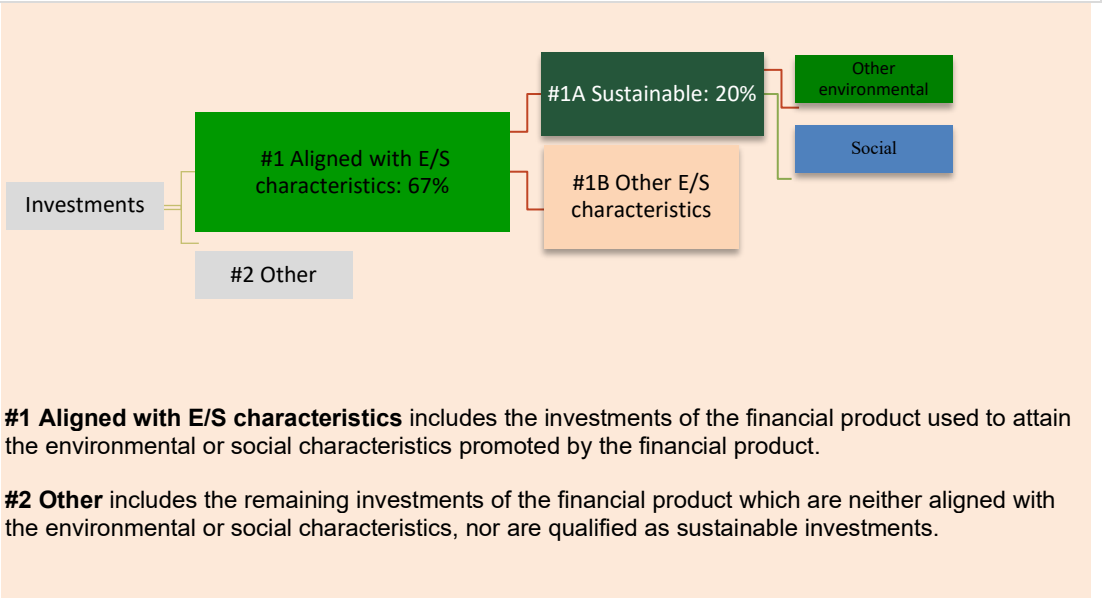 Investments
#1 Aligned with E/S
characteristics: 67%
#2 Other
#1A Sustainable: 20%
#1B Other E/S
characteristics
Other
environmental
Social
#1 Aligned with E/S characteristics includes the investments of the financial product used to attain
the environmental or social characteristics promoted by the financial product.
#2 Other includes the remaining investments of the financial product which are neither aligned with
the environmental or social characteristics, nor are qualified as sustainable investments.